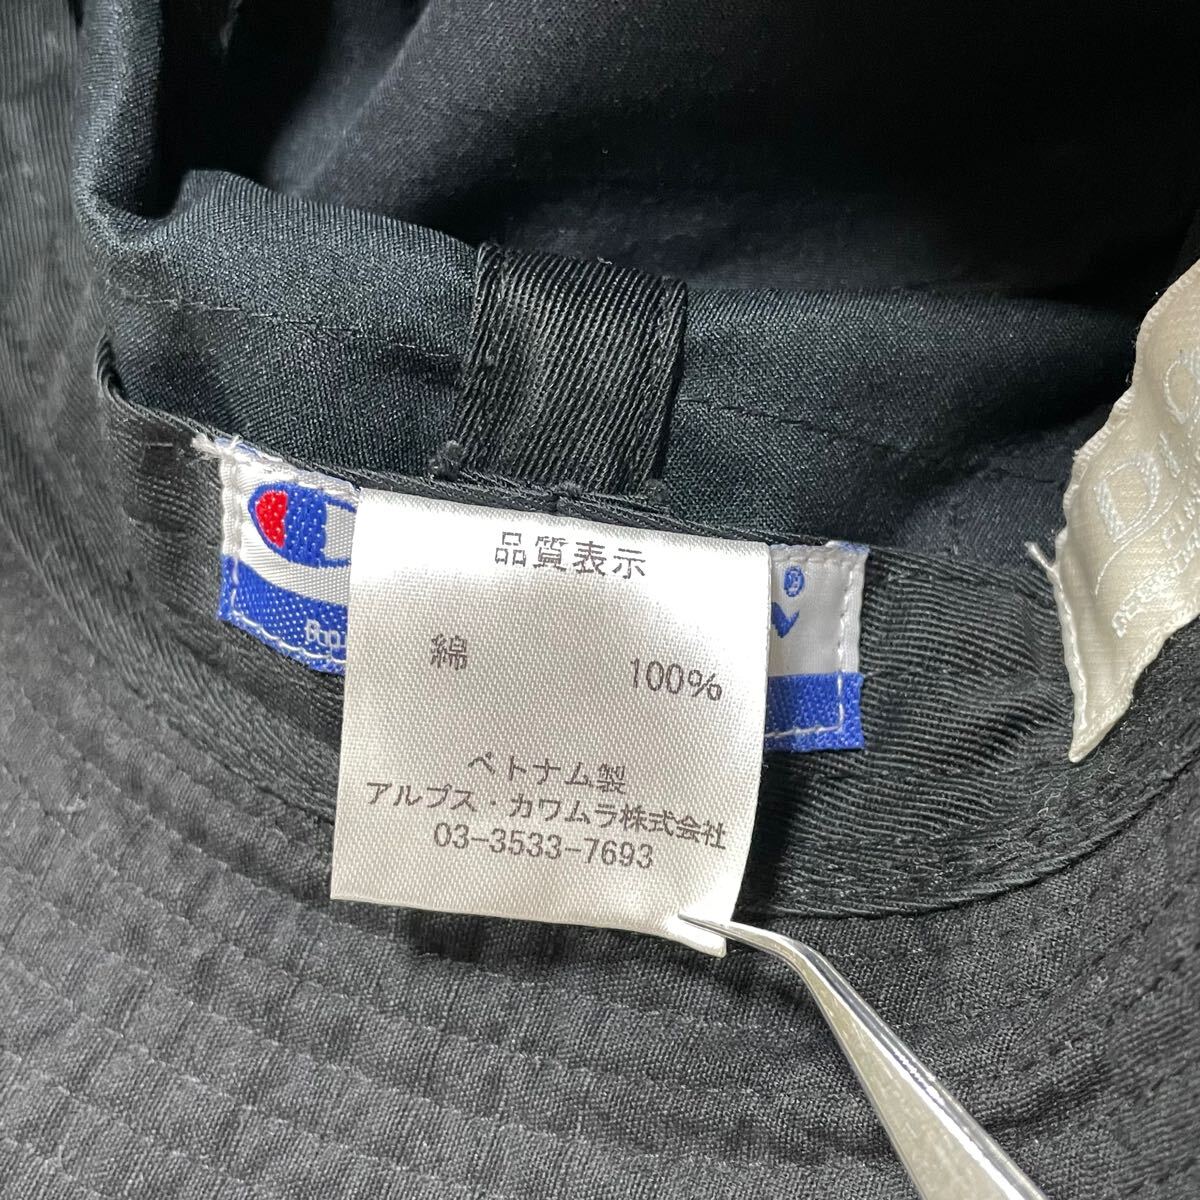 品質表示
綿 100%
ベトナム製
アルプス・カワムラ株式会社
03-3533-7693
®